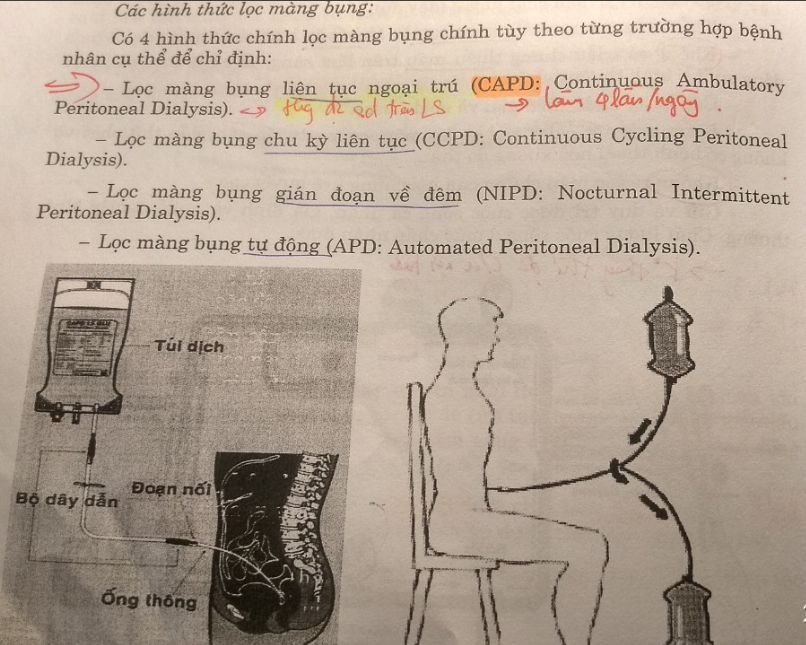 Các hình thức lọc màng bụng:
Có 4 hình thức chính lọc màng bụng chính tùy theo từng trường hợp bệnh
nhân cụ thể để chỉ định:
– Lọc màng bụng liên tục ngoại trú (CAPD: Continuous Ambulatory
Peritoneal Dialysis). trên LS làm 4 lần/ngày.
– Lọc màng bụng chu kỳ liên tục (CCPD: Continuous Cycling Peritoneal
Dialysis).
– Lọc màng bụng gián đoạn về đêm (NIPD: Nocturnal Intermittent
Peritoneal Dialysis).
– Lọc màng bụng tự động (APD: Automated Peritoneal Dialysis).
Túi dịch
Đoạn nối
Bộ dây dẫn
Ống thông